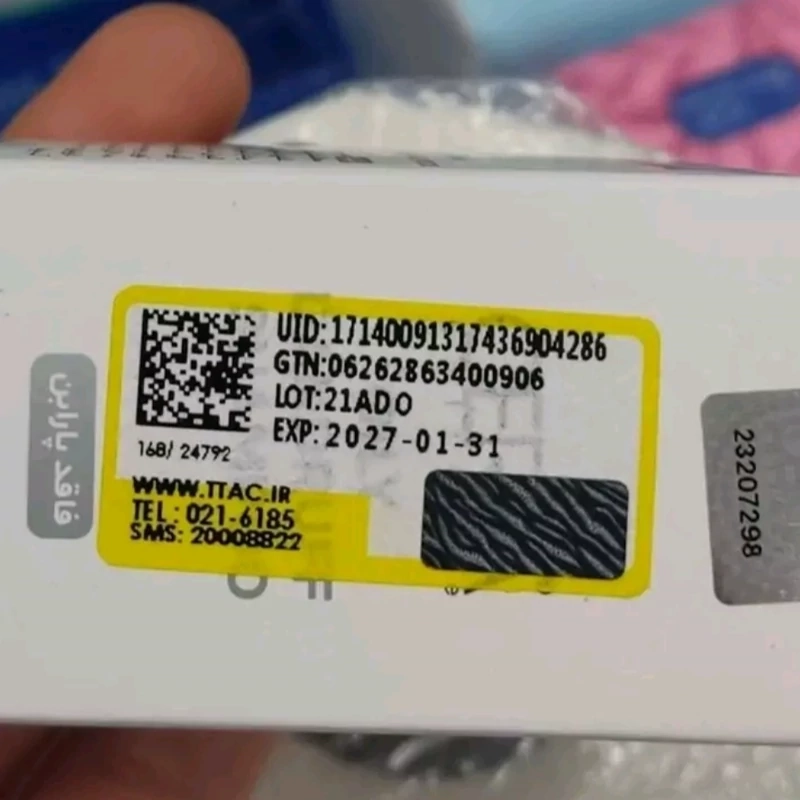 UID:17140091317436904286
GTN:06262863400906
LOT:21ADO
EXP:2027-01-31
168/ 24792
WWW.TTAC.IR
TEL: 021-6185
SMS: 20008822
فاقد پارابن
23207298